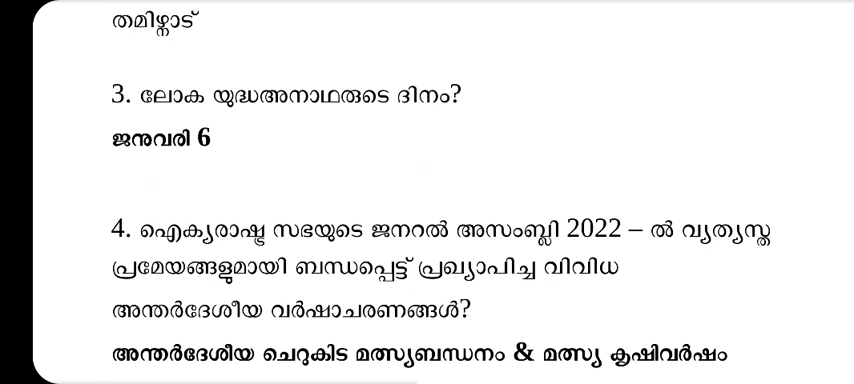 തമിഴ്നാട്
3. ലോക യുദ്ധഅനാഥരുടെ ദിനം?
ജനുവരി 6
4. ഐക്യരാഷ്ട്ര സഭയുടെ ജനറൽ അസംബ്ലി 2022 – ൽ വ്യത്യസ്ത
പ്രമേയങ്ങളുമായി ബന്ധപ്പെട്ട് പ്രഖ്യാപിച്ച വിവിധ
അന്തർദേശീയ വർഷാചരണങ്ങൾ?
അന്തർദേശീയ ചെറുകിട മത്സ്യബന്ധനം & മത്സ്യ കൃഷിവർഷം